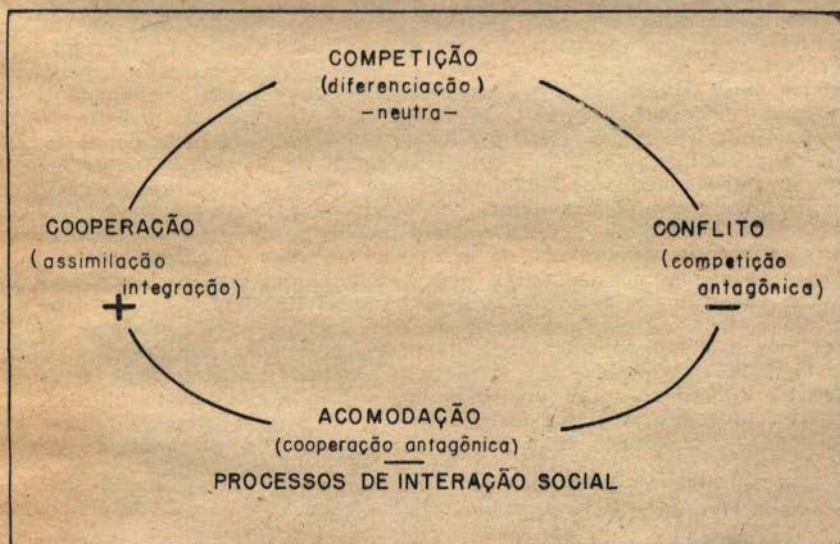 COMPETIÇÃO
(diferenciação)
—neutra—
COOPERAÇÃO
(assimilação
integração)
+
CONFLITO
(competição
antagônica)
—
ACOMODAÇÃO
(cooperação antagônica)
—
PROCESSOS DE INTERAÇÃO SOCIAL